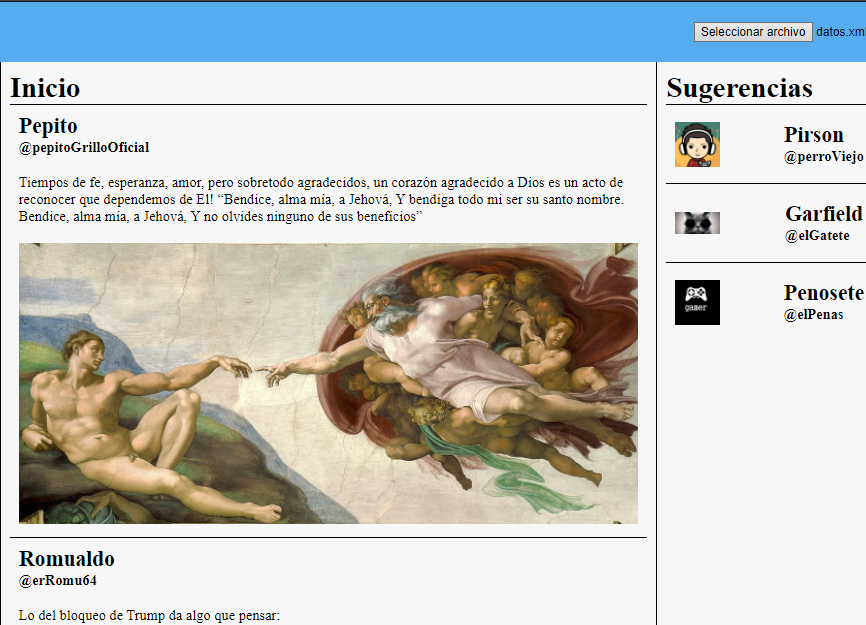 Seleccionar archivo datos.xml
Inicio
Pepito
@pepitoGrilloOficial
Tiempos de fe, esperanza, amor, pero sobretodo agradecidos, un corazón agradecido a Dios es un acto de
reconocer que dependemos de El! “Bendice, alma mía, a Jehová, Y bendiga todo mi ser su santo nombre.
Bendice, alma mía, a Jehová, Y no olvides ninguno de sus beneficios”
Romualdo
@erRomu64
Lo del bloqueo de Trump da algo que pensar:
Sugerencias
Pirson
@perroViejo
Garfield
@elGatete
gamer
Penosete
@elPenas